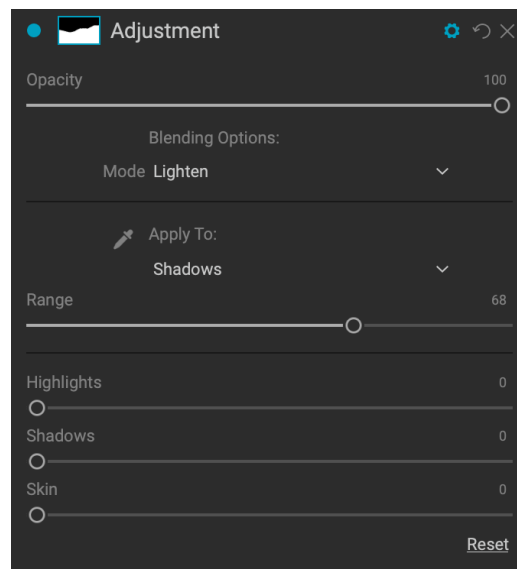 Adjustment
Opacity 100
Blending Options:
Mode Lighten
Apply To:
Shadows
Range 68
Highlights 0
Shadows 0
Skin 0
Reset